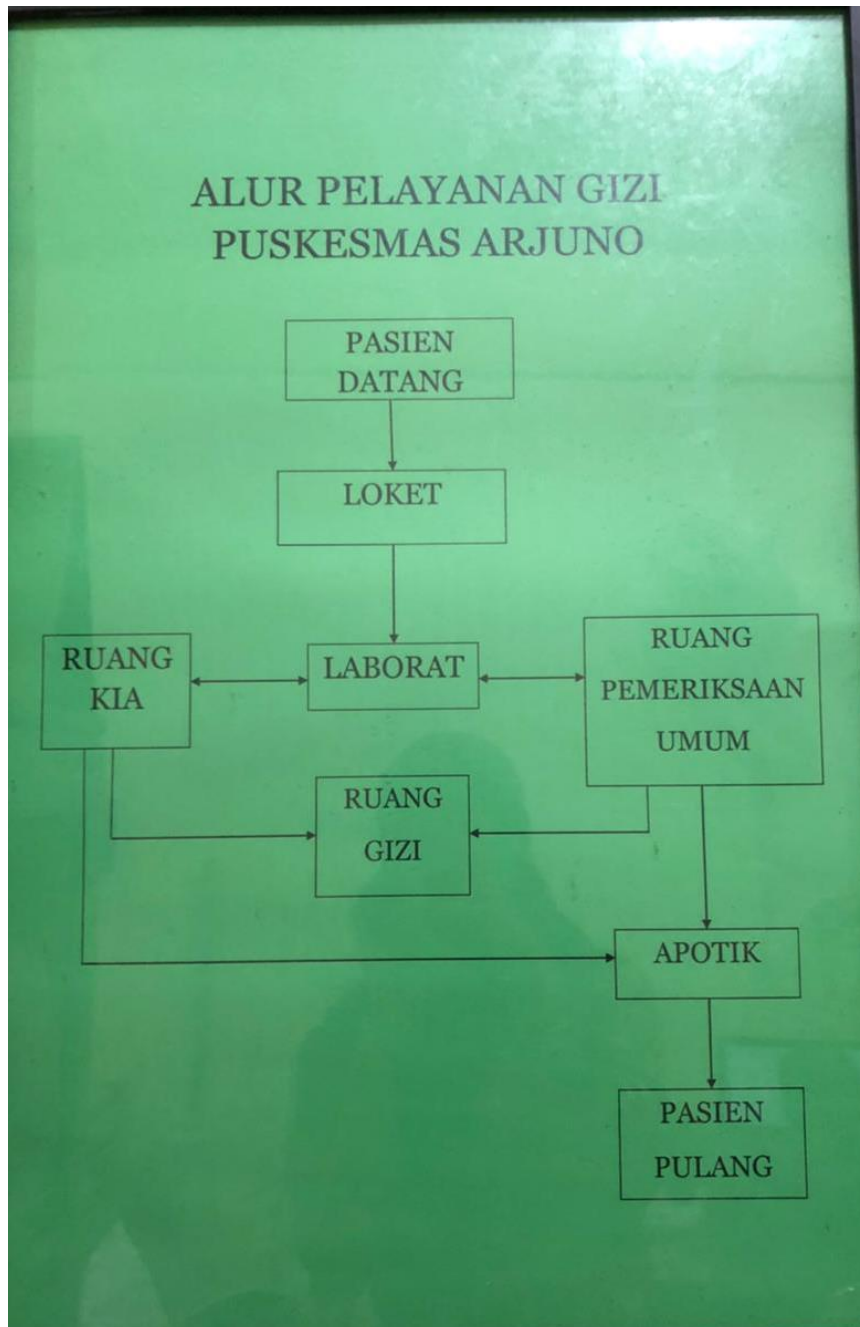 ALUR PELAYANAN GIZI
PUSKESMAS ARJUNO
PASIEN
DATANG
LOKET
RUANG
KIA
LABORAT
RUANG
PEMERIKSAAN
UMUM
RUANG
GIZI
APOTIK
PASIEN
PULANG